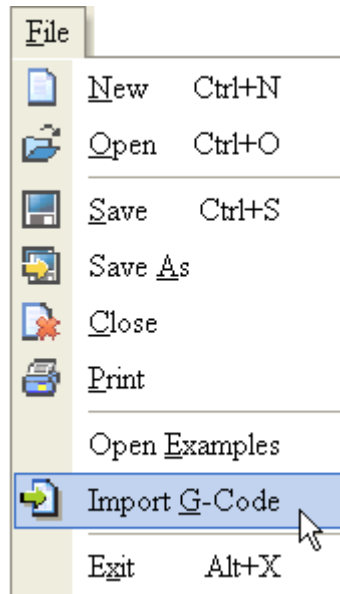 File
New Ctrl+N
Open Ctrl+O
Save Ctrl+S
Save As
Close
Print
Open Examples
Import G-Code
Exit Alt+X